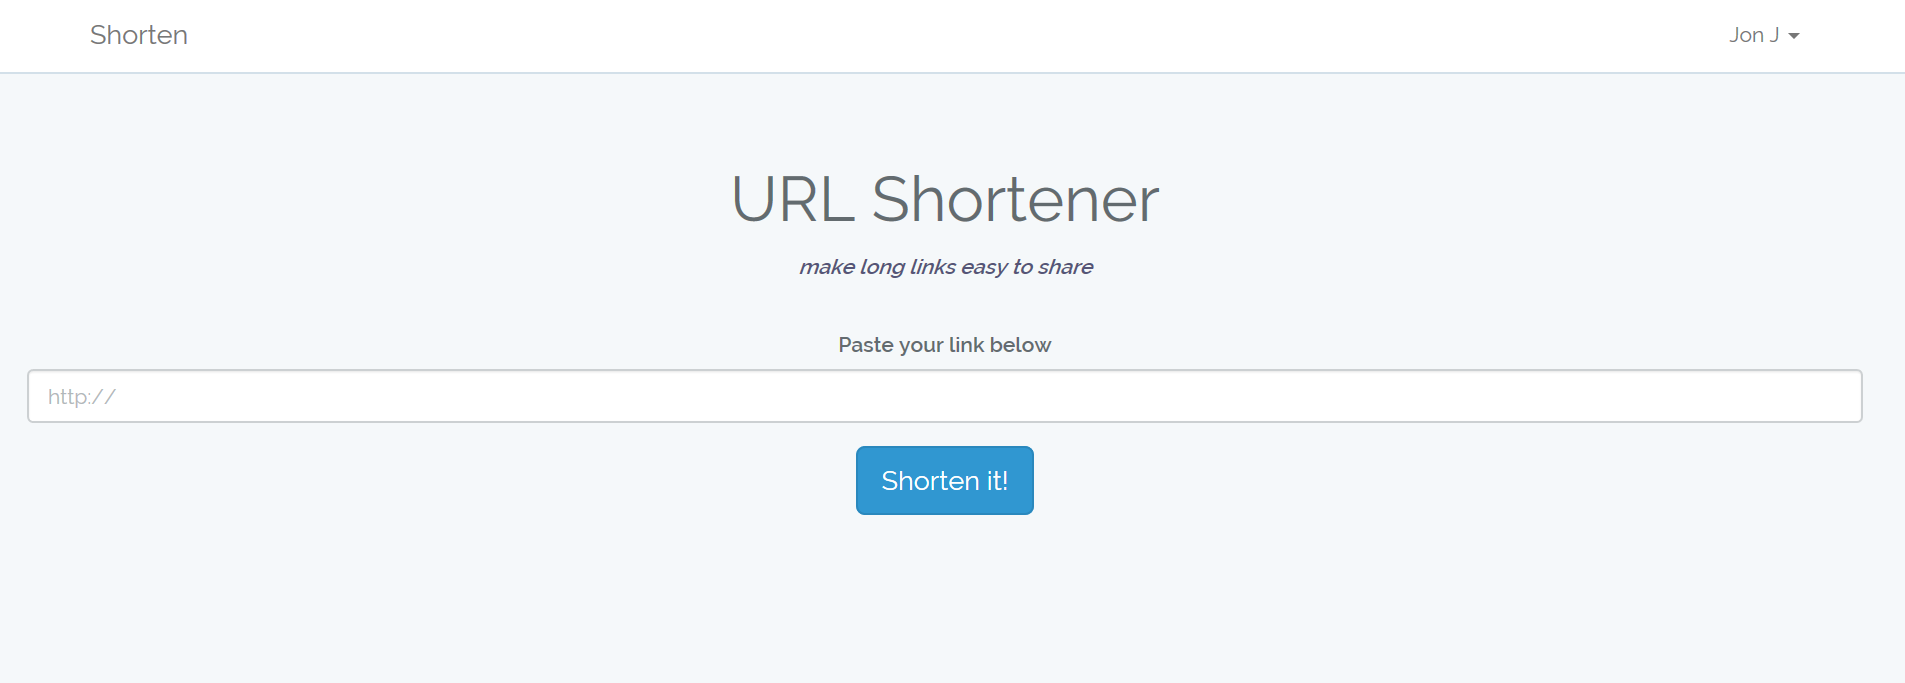 Shorten
Jon J
URL Shortener
make long links easy to share
Paste your link below
http://
Shorten it!